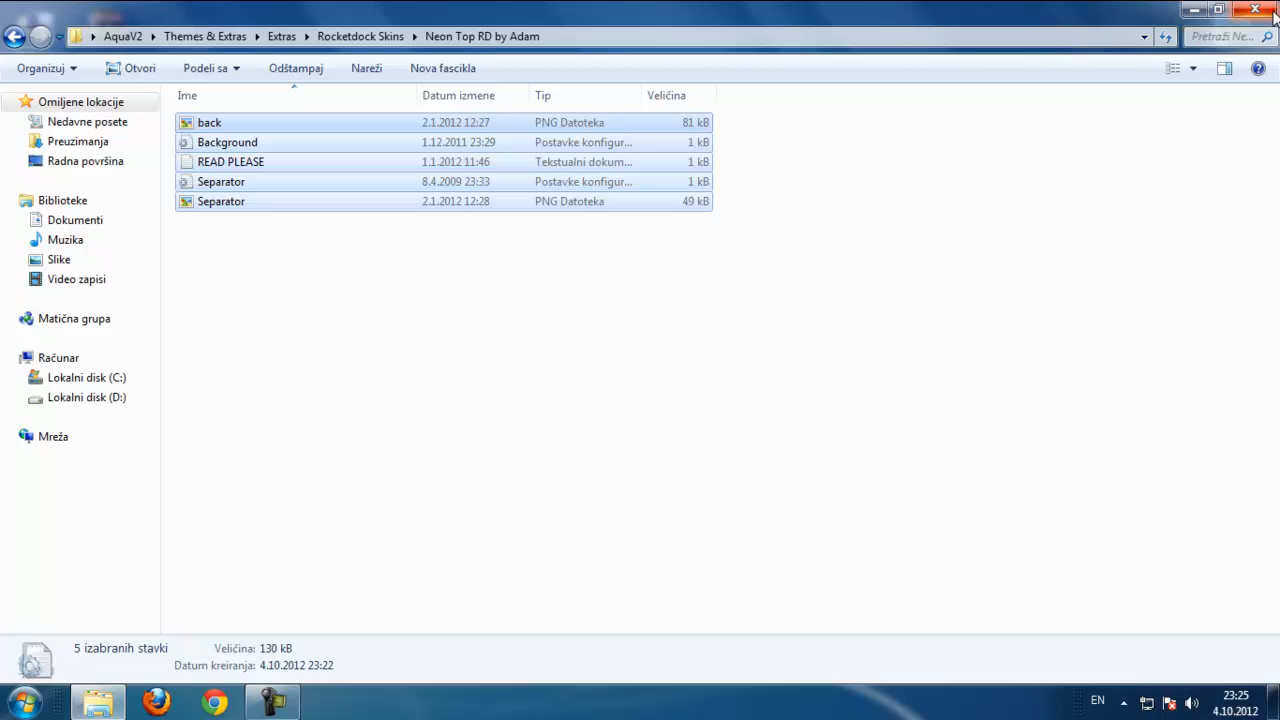 AquaV2 Themes & Extras Extras Rocketdock Skins Neon Top RD by Adam Pretraži Ne...
Organizuj Otvori Podeli sa Odštampaj Nareži Nova fascikla
Ime Datum izmene Tip Veličina
back 2.1.2012 12:27 PNG Datoteka 81 kB
Background 1.12.2011 23:29 Postavke konfigur... 1 kB
READ PLEASE 1.1.2012 11:46 Tekstualni dokum... 1 kB
Separator 8.4.2009 23:33 Postavke konfigur... 1 kB
Separator 2.1.2012 12:28 PNG Datoteka 49 kB
Omiljene lokacije
Nedavne posete
Preuzimanja
Radna površina
Biblioteke
Dokumenti
Muzika
Slike
Video zapisi
Matična grupa
Računar
Lokalni disk (C:)
Lokalni disk (D:)
Mreža
5 izabranih stavki Veličina: 130 kB
Datum kreiranja: 4.10.2012 23:22
EN 23:25
4.10.2012